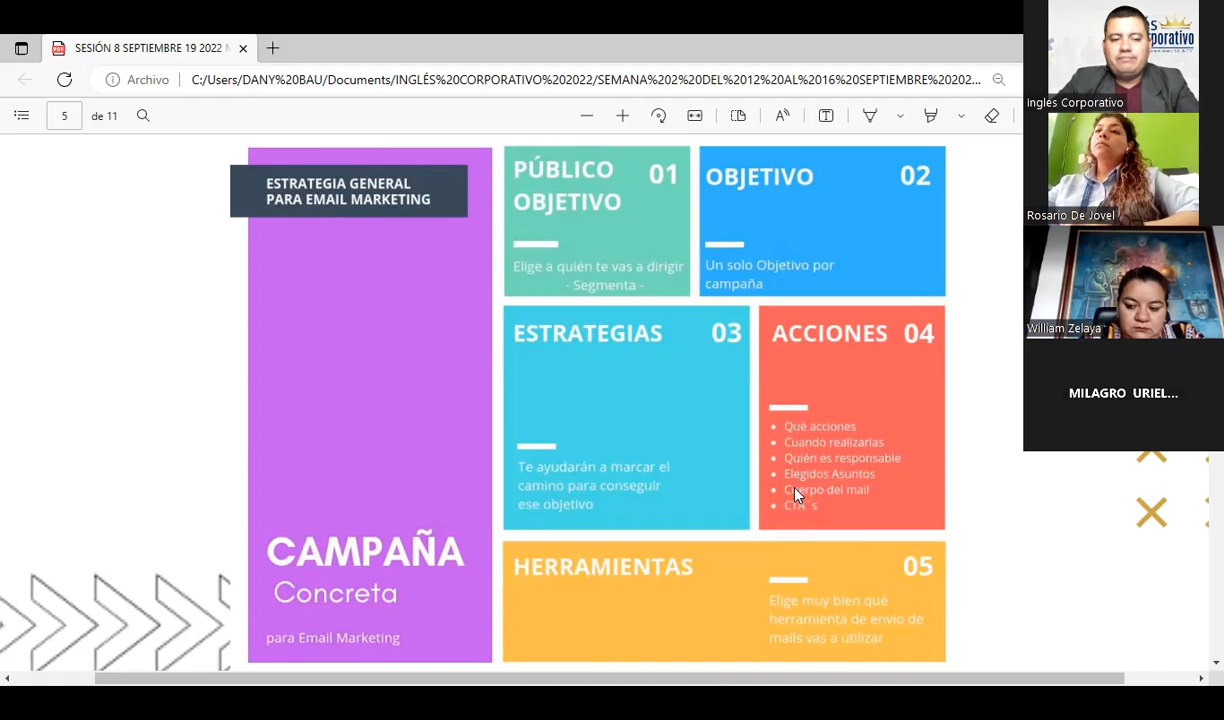 SESIÓN 8 SEPTIEMBRE 19 2022
Archivo
C:/Users/DANY%20BAU/Documents/INGLÉS%20CORPORATIVO%202022/SEMANA%202%20DEL%2012%20AL%2016%20SEPTIEMBRE%20202...
5
de 11
ESTRATEGIA GENERAL
PARA EMAIL MARKETING
CAMPAÑA
Concreta
para Email Marketing
PÚBLICO
OBJETIVO
01
Elige a quién te vas a dirigir
- Segmenta -
OBJETIVO
02
Un solo Objetivo por
campaña
ESTRATEGIAS
03
Te ayudarán a marcar el
camino para conseguir
ese objetivo
ACCIONES
04
Qué acciones
Cuando realizarlas
Quién es responsable
Elegidos Asuntos
Cuerpo del mail
CTA´s
HERRAMIENTAS
05
Elige muy bien qué
herramienta de envío de
mails vas a utilizar
Inglés Corporativo
Rosario De Jovel
William Zelaya
MILAGRO URIEL...